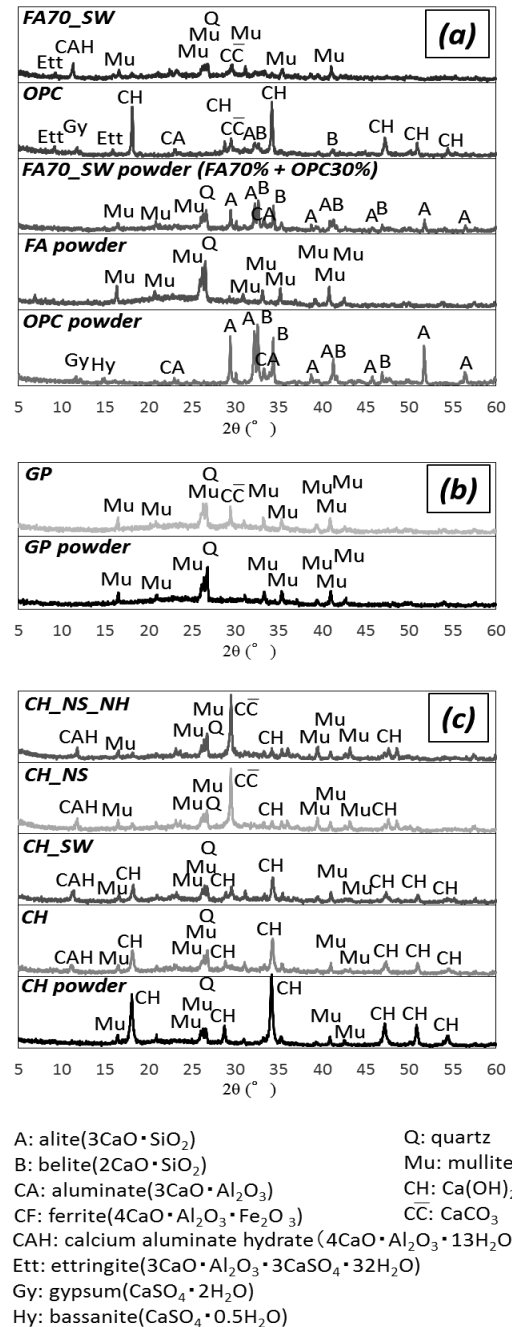 FA70_SW
(a)
Q
Mu Mu
Ett CAH Mu Mu CC̅ Mu Mu
OPC
CH CH CH
Ett Gy Ett CA CC̅ AB B CH CH CH
FA70_SW powder (FA70% + OPC30%)
Mu Mu Mu Q A A B B CA A AB A B A A
FA powder
Q
Mu Mu Mu Mu Mu Mu Mu Mu
OPC powder
Gy Hy CA A A B CA B A AB A B A A
5 10 15 20 25 30 35 40 45 50 55 60
2θ (°)
GP
(b)
Q
Mu Mu Mu CC̅ Mu Mu Mu Mu Mu
GP powder
Q
Mu Mu Mu Mu Mu Mu Mu Mu
5 10 15 20 25 30 35 40 45 50 55 60
2θ (°)
CH_NS_NH
(c)
Mu CC̅
CAH Mu Mu Q CH Mu Mu Mu CH
CH_NS
Mu CC̅
CAH Mu Mu Q CH Mu Mu Mu CH
CH_SW
Q
Mu
CAH Mu CH Mu CH CH Mu Mu CH CH CH
CH
Q
Mu
CAH Mu CH Mu CH CH Mu Mu CH CH CH
CH powder
Q
Mu
Mu CH Mu CH CH Mu Mu CH CH CH
5 10 15 20 25 30 35 40 45 50 55 60
2θ (°)
A: alite(3CaO・SiO₂)
Q: quartz
B: belite(2CaO・SiO₂)
Mu: mullite
CA: aluminate(3CaO・Al₂O₃)
CH: Ca(OH)₂
CF: ferrite(4CaO・Al₂O₃・Fe₂O₃)
CC̅: CaCO₃
CAH: calcium aluminate hydrate(4CaO・Al₂O₃・13H₂O
Ett: ettringite(3CaO・Al₂O₃・3CaSO₄・32H₂O)
Gy: gypsum(CaSO₄・2H₂O)
Hy: bassanite(CaSO₄・0.5H₂O)